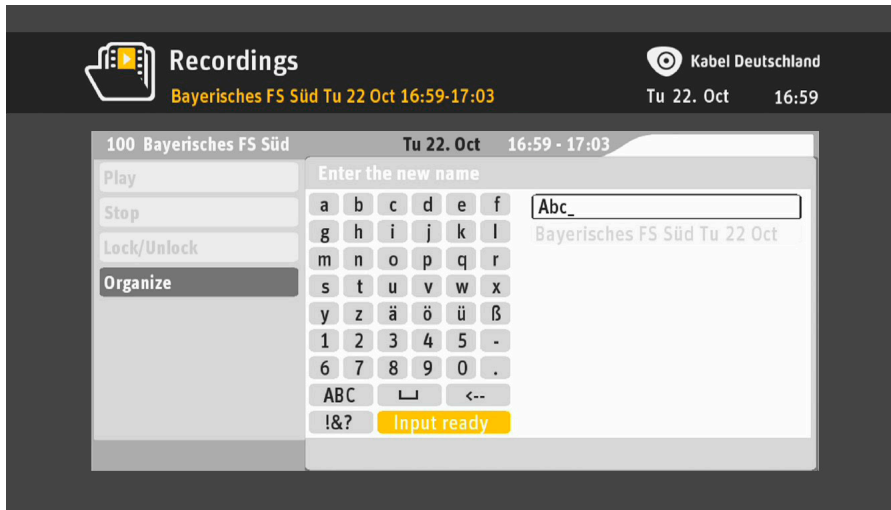 Recordings
Kabel Deutschland
Bayerisches FS Süd Tu 22 Oct 16:59-17:03
Tu 22. Oct 16:59
100 Bayerisches FS Süd Tu 22. Oct 16:59 - 17:03
Play
Stop
Lock/Unlock
Organize
Enter the new name
a b c d e f
g h i j k l
m n o p q r
s t u v w x
y z ä ö ü ß
1 2 3 4 5 -
6 7 8 9 0 .
ABC ⎵ <--
!&? Input ready
Abc_
Bayerisches FS Süd Tu 22 Oct